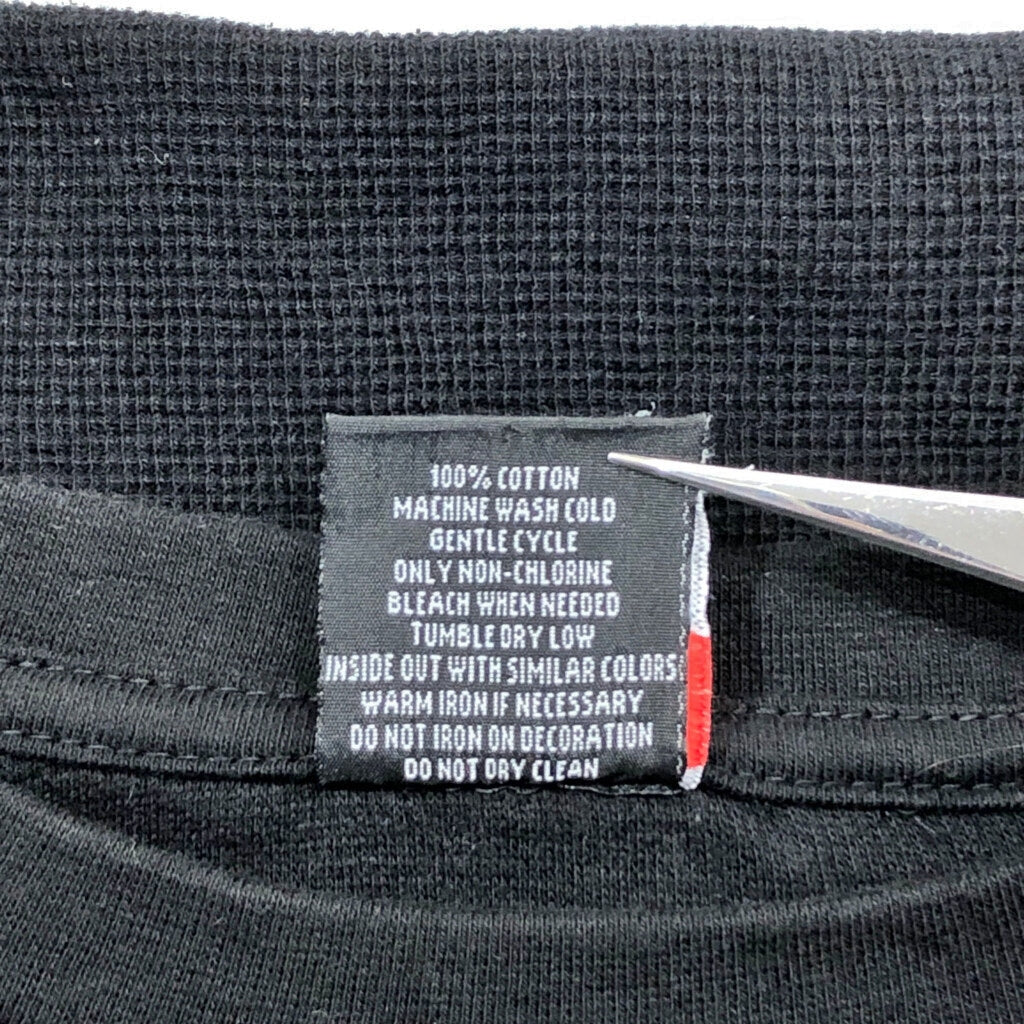 100% COTTON
MACHINE WASH COLD
GENTLE CYCLE
ONLY NON-CHLORINE
BLEACH WHEN NEEDED
TUMBLE DRY LOW
INSIDE OUT WITH SIMILAR COLORS
WARM IRON IF NECESSARY
DO NOT IRON ON DECORATION
DO NOT DRY CLEAN